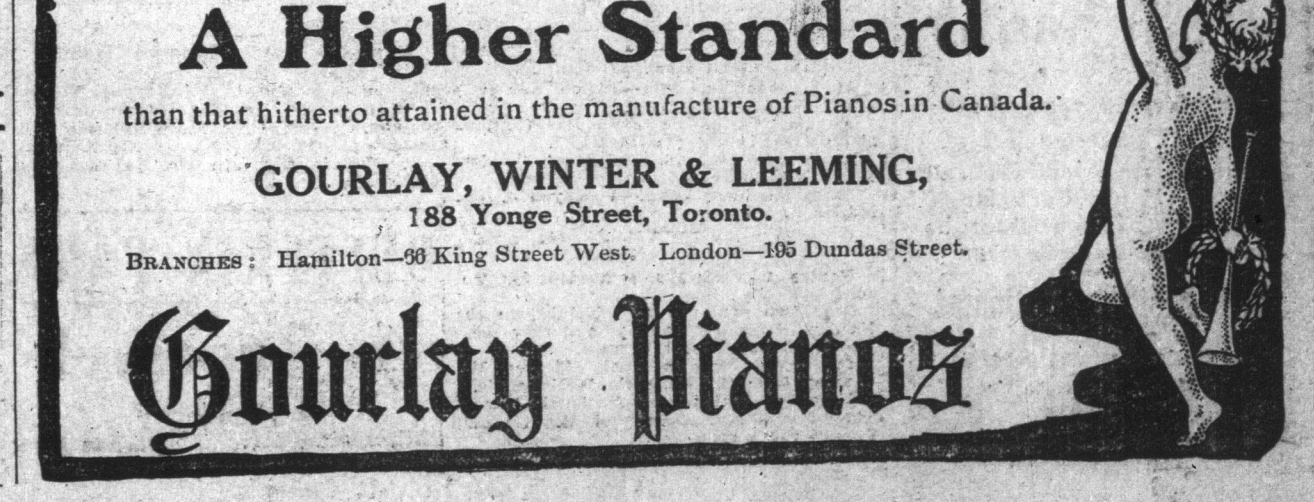 A Higher Standard
than that hitherto attained in the manufacture of Pianos in Canada.
GOURLAY, WINTER & LEEMING,
188 Yonge Street, Toronto.
BRANCHES: Hamilton—66 King Street West. London—195 Dundas Street.
Gourlay Pianos